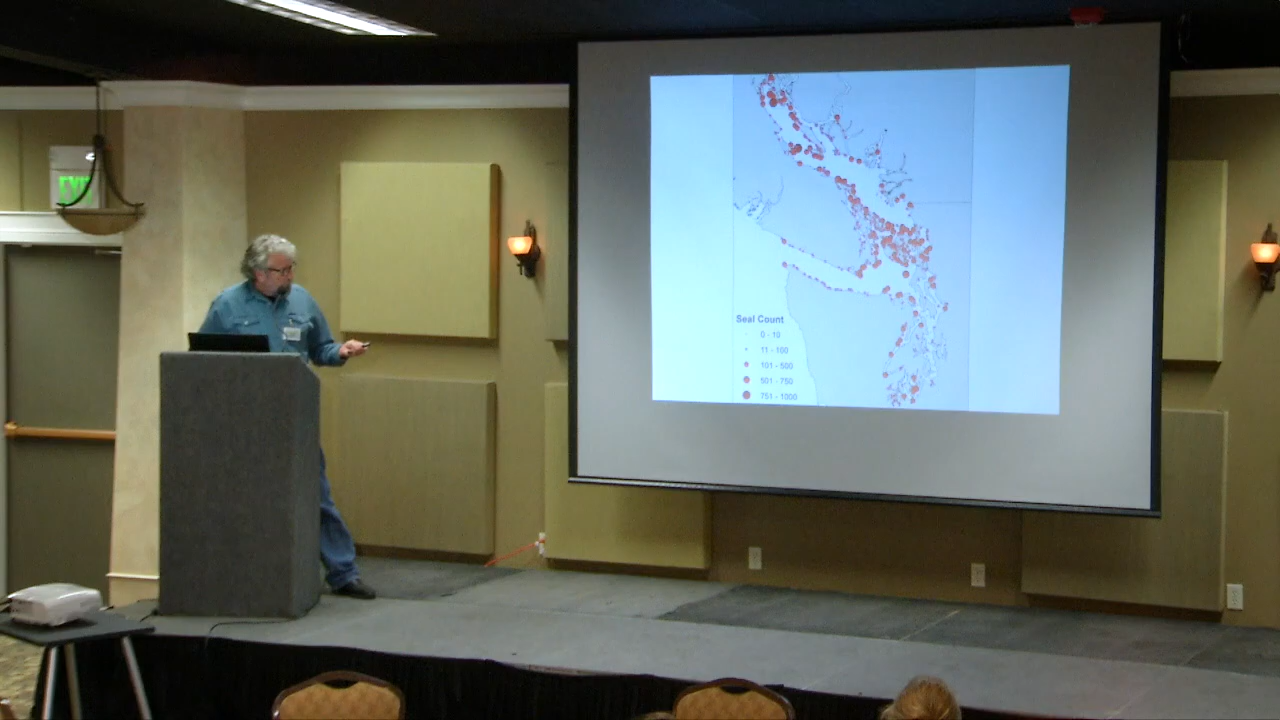 EXIT
Seal Count
0 - 10
11 - 100
101 - 500
501 - 750
751 - 1000